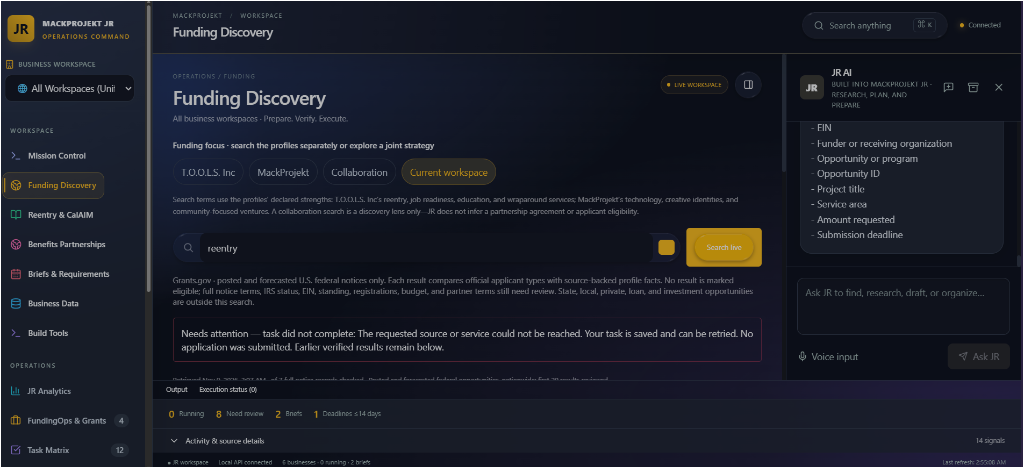 JR
MACKPROJEKT JR
OPERATIONS COMMAND
BUSINESS WORKSPACE
All Workspaces (Uni
WORKSPACE
Mission Control
Funding Discovery
Reentry & CalAIM
Benefits Partnerships
Briefs & Requirements
Business Data
Build Tools
OPERATIONS
JR Analytics
FundingOps & Grants 4
Task Matrix 12
MACKPROJEKT / WORKSPACE
Funding Discovery
Search anything
⌘ K
Connected
OPERATIONS / FUNDING
Funding Discovery
All business workspaces · Prepare. Verify. Execute.
LIVE WORKSPACE
Funding focus · search the profiles separately or explore a joint strategy
T.O.O.L.S. Inc
MackProjekt
Collaboration
Current workspace
Search terms use the profiles' declared strengths: T.O.O.L.S. Inc's reentry, job readiness, education, and wraparound services; MackProjekt's technology, creative identities, and
community-focused ventures. A collaboration search is a discovery lens only—JR does not infer a partnership agreement or applicant eligibility.
reentry
Search live
Grants.gov · posted and forecasted U.S. federal notices only. Each result compares official applicant types with source-backed profile facts. No result is marked
eligible; full notice terms, IRS status, EIN, standing, registrations, budget, and partner terms still need review. State, local, private, loan, and investment opportunities
are outside this search.
Needs attention — task did not complete: The requested source or service could not be reached. Your task is saved and can be retried. No
application was submitted. Earlier verified results remain below.
Output
Execution status (0)
0 Running
8 Need review
2 Briefs
1 Deadlines ≤14 days
Activity & source details
14 signals
JR workspace
Local API connected
6 businesses · 0 running · 2 briefs
Last refresh: 2:55:06 AM
JR
JR AI
BUILT INTO MACKPROJEKT JR ·
RESEARCH, PLAN, AND
PREPARE
- EIN
- Funder or receiving organization
- Opportunity or program
- Opportunity ID
- Project title
- Service area
- Amount requested
- Submission deadline
Ask JR to find, research, draft, or organize...
Voice input
Ask JR